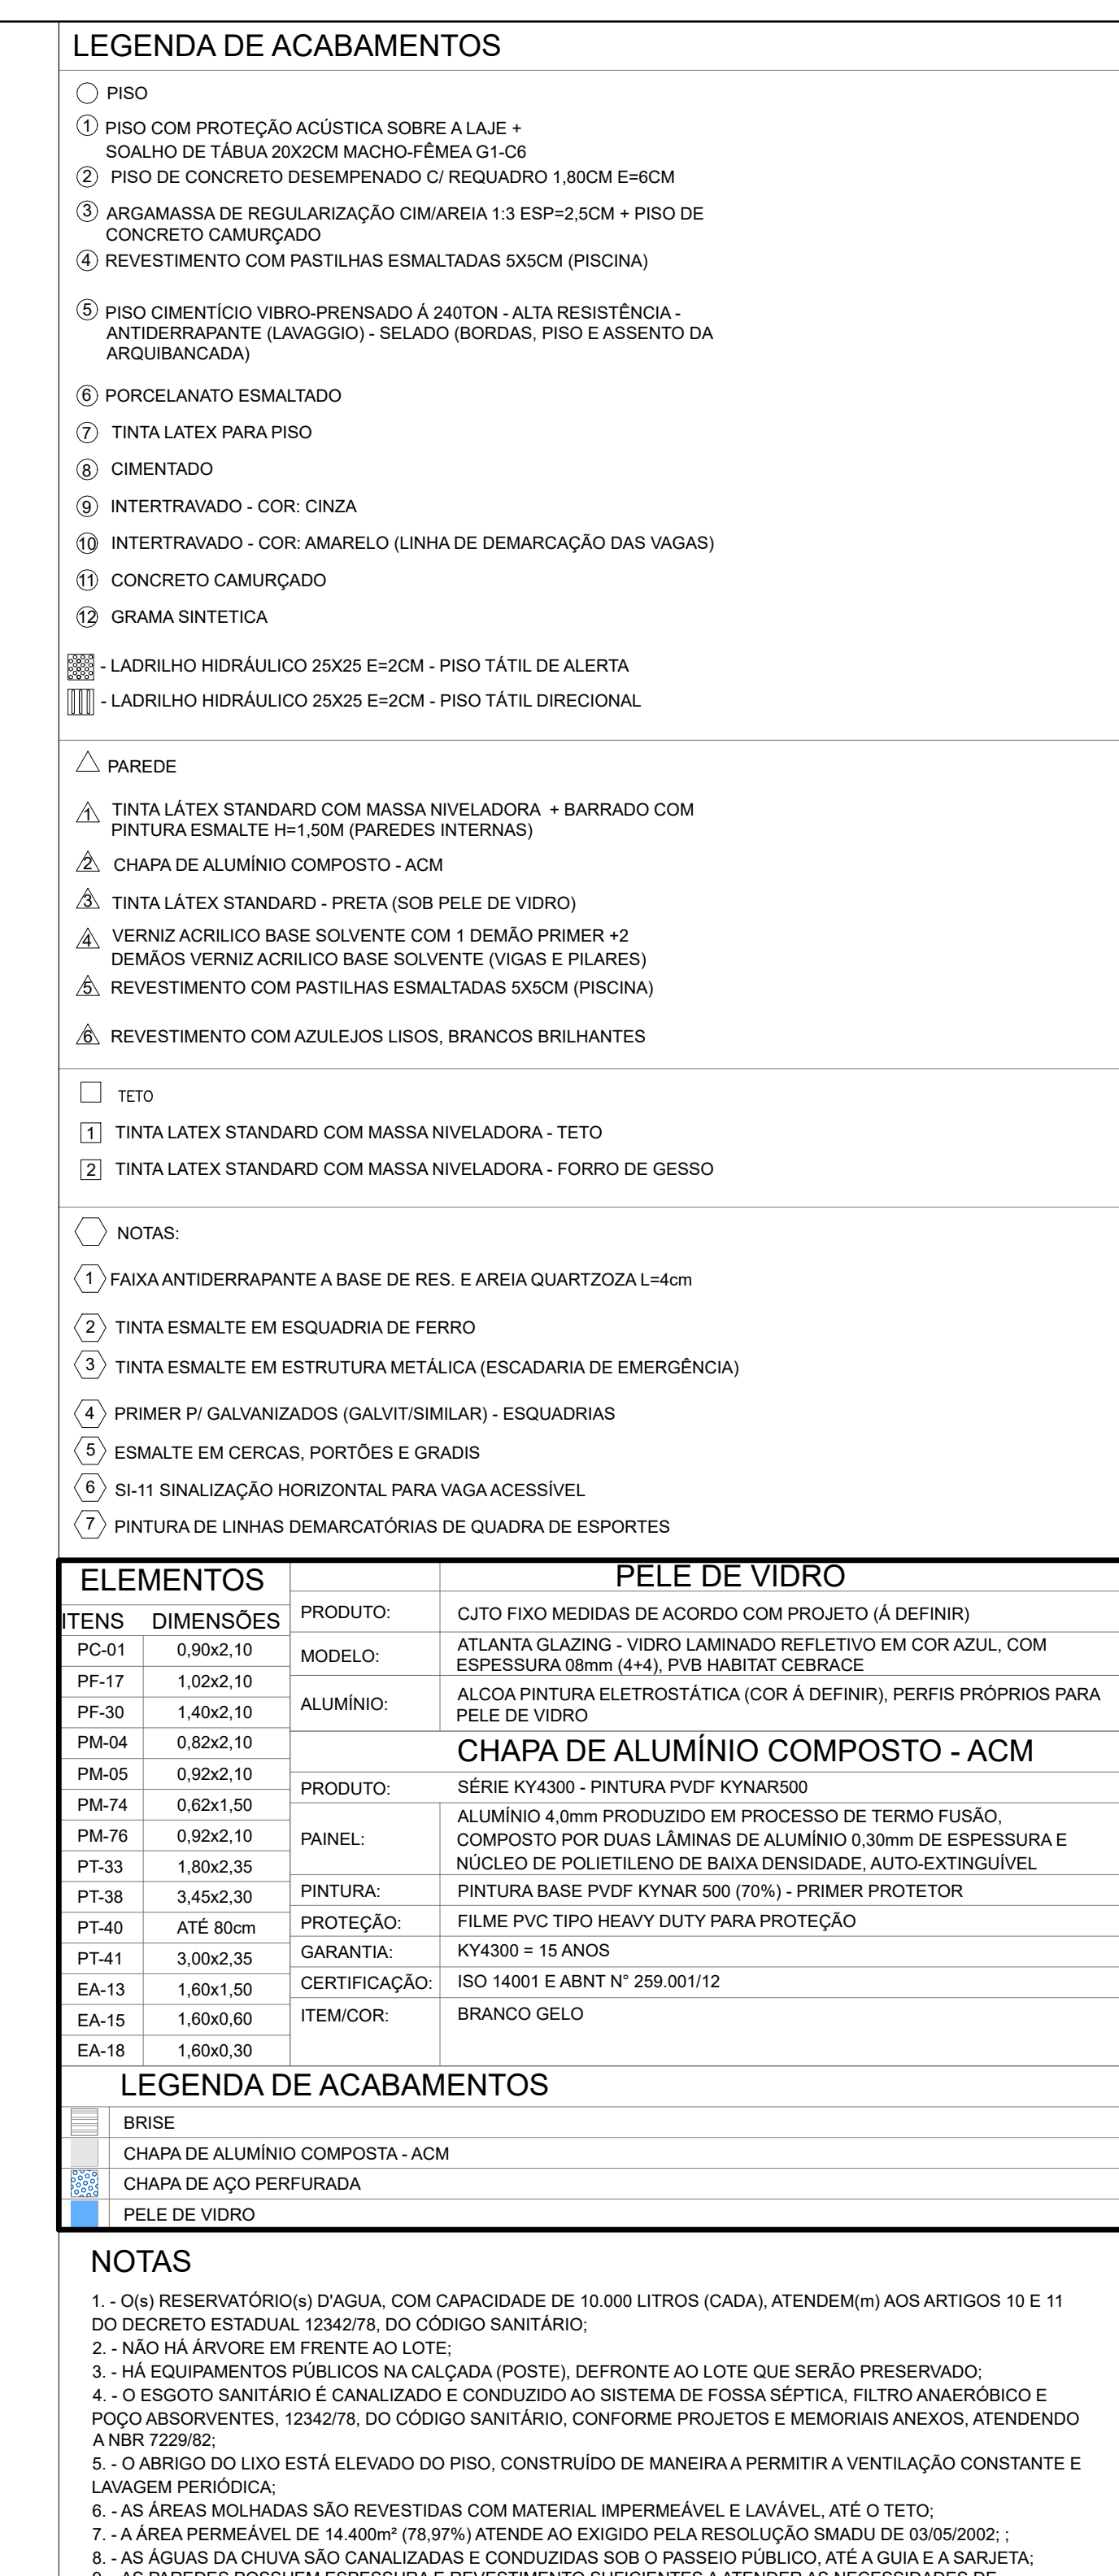 LEGENDA DE ACABAMENTOS
PISO
1 PISO COM PROTEÇÃO ACÚSTICA SOBRE A LAJE +
SOALHO DE TÁBUA 20X2CM MACHO-FÊMEA G1-C6
2 PISO DE CONCRETO DESEMPENADO C/ REQUADRO 1,80CM E=6CM
3 ARGAMASSA DE REGULARIZAÇÃO CIM/AREIA 1:3 ESP=2,5CM + PISO DE
CONCRETO CAMURÇADO
4 REVESTIMENTO COM PASTILHAS ESMALTADAS 5X5CM (PISCINA)
5 PISO CIMENTÍCIO VIBRO-PRENSADO Á 240TON - ALTA RESISTÊNCIA -
ANTIDERRAPANTE (LAVAGGIO) - SELADO (BORDAS, PISO E ASSENTO DA
ARQUIBANCADA)
6 PORCELANATO ESMALTADO
7 TINTA LATEX PARA PISO
8 CIMENTADO
9 INTERTRAVADO - COR: CINZA
10 INTERTRAVADO - COR: AMARELO (LINHA DE DEMARCAÇÃO DAS VAGAS)
11 CONCRETO CAMURÇADO
12 GRAMA SINTETICA
- LADRILHO HIDRÁULICO 25X25 E=2CM - PISO TÁTIL DE ALERTA
- LADRILHO HIDRÁULICO 25X25 E=2CM - PISO TÁTIL DIRECIONAL
PAREDE
1 TINTA LÁTEX STANDARD COM MASSA NIVELADORA + BARRADO COM
PINTURA ESMALTE H=1,50M (PAREDES INTERNAS)
2 CHAPA DE ALUMÍNIO COMPOSTO - ACM
3 TINTA LÁTEX STANDARD - PRETA (SOB PELE DE VIDRO)
4 VERNIZ ACRILICO BASE SOLVENTE COM 1 DEMÃO PRIMER +2
DEMÃOS VERNIZ ACRILICO BASE SOLVENTE (VIGAS E PILARES)
5 REVESTIMENTO COM PASTILHAS ESMALTADAS 5X5CM (PISCINA)
6 REVESTIMENTO COM AZULEJOS LISOS, BRANCOS BRILHANTES
TETO
1 TINTA LATEX STANDARD COM MASSA NIVELADORA - TETO
2 TINTA LATEX STANDARD COM MASSA NIVELADORA - FORRO DE GESSO
NOTAS:
1 FAIXA ANTIDERRAPANTE A BASE DE RES. E AREIA QUARTZOZA L=4cm
2 TINTA ESMALTE EM ESQUADRIA DE FERRO
3 TINTA ESMALTE EM ESTRUTURA METÁLICA (ESCADARIA DE EMERGÊNCIA)
4 PRIMER P/ GALVANIZADOS (GALVIT/SIMILAR) - ESQUADRIAS
5 ESMALTE EM CERCAS, PORTÕES E GRADIS
6 SI-11 SINALIZAÇÃO HORIZONTAL PARA VAGA ACESSÍVEL
7 PINTURA DE LINHAS DEMARCATÓRIAS DE QUADRA DE ESPORTES
ELEMENTOS
ITENS DIMENSÕES
PC-01 0,90x2,10
PF-17 1,02x2,10
PF-30 1,40x2,10
PM-04 0,82x2,10
PM-05 0,92x2,10
PM-74 0,62x1,50
PM-76 0,92x2,10
PT-33 1,80x2,35
PT-38 3,45x2,30
PT-40 ATÉ 80cm
PT-41 3,00x2,35
EA-13 1,60x1,50
EA-15 1,60x0,60
EA-18 1,60x0,30
PELE DE VIDRO
PRODUTO: CJTO FIXO MEDIDAS DE ACORDO COM PROJETO (Á DEFINIR)
MODELO: ATLANTA GLAZING - VIDRO LAMINADO REFLETIVO EM COR AZUL, COM
ESPESSURA 08mm (4+4), PVB HABITAT CEBRACE
ALUMÍNIO: ALCOA PINTURA ELETROSTÁTICA (COR Á DEFINIR), PERFIS PRÓPRIOS PARA
PELE DE VIDRO
CHAPA DE ALUMÍNIO COMPOSTO - ACM
PRODUTO: SÉRIE KY4300 - PINTURA PVDF KYNAR500
PAINEL: ALUMÍNIO 4,0mm PRODUZIDO EM PROCESSO DE TERMO FUSÃO,
COMPOSTO POR DUAS LÂMINAS DE ALUMÍNIO 0,30mm DE ESPESSURA E
NÚCLEO DE POLIETILENO DE BAIXA DENSIDADE, AUTO-EXTINGUÍVEL
PINTURA: PINTURA BASE PVDF KYNAR 500 (70%) - PRIMER PROTETOR
PROTEÇÃO: FILME PVC TIPO HEAVY DUTY PARA PROTEÇÃO
GARANTIA: KY4300 = 15 ANOS
CERTIFICAÇÃO: ISO 14001 E ABNT N° 259.001/12
ITEM/COR: BRANCO GELO
LEGENDA DE ACABAMENTOS
BRISE
CHAPA DE ALUMÍNIO COMPOSTA - ACM
CHAPA DE AÇO PERFURADA
PELE DE VIDRO
NOTAS
1. - O(s) RESERVATÓRIO(s) D'AGUA, COM CAPACIDADE DE 10.000 LITROS (CADA), ATENDEM(m) AOS ARTIGOS 10 E 11
DO DECRETO ESTADUAL 12342/78, DO CÓDIGO SANITÁRIO;
2. - NÃO HÁ ÁRVORE EM FRENTE AO LOTE;
3. - HÁ EQUIPAMENTOS PÚBLICOS NA CALÇADA (POSTE), DEFRONTE AO LOTE QUE SERÃO PRESERVADO;
4. - O ESGOTO SANITÁRIO É CANALIZADO E CONDUZIDO AO SISTEMA DE FOSSA SÉPTICA, FILTRO ANAERÓBICO E
POÇO ABSORVENTES, 12342/78, DO CÓDIGO SANITÁRIO, CONFORME PROJETOS E MEMORIAIS ANEXOS, ATENDENDO
A NBR 7229/82;
5. - O ABRIGO DO LIXO ESTÁ ELEVADO DO PISO, CONSTRUÍDO DE MANEIRA A PERMITIR A VENTILAÇÃO CONSTANTE E
LAVAGEM PERIÓDICA;
6. - AS ÁREAS MOLHADAS SÃO REVESTIDAS COM MATERIAL IMPERMEÁVEL E LAVÁVEL, ATÉ O TETO;
7. - A ÁREA PERMEÁVEL DE 14.400m² (78,97%) ATENDE AO EXIGIDO PELA RESOLUÇÃO SMADU DE 03/05/2002; ;
8. - AS ÁGUAS DA CHUVA SÃO CANALIZADAS E CONDUZIDAS SOB O PASSEIO PÚBLICO, ATÉ A GUIA E A SARJETA;
9. - AS PAREDES POSSUEM ESPESSURA E REVESTIMENTO SUFICIENTES A ATENDER AS NECESSIDADES DE